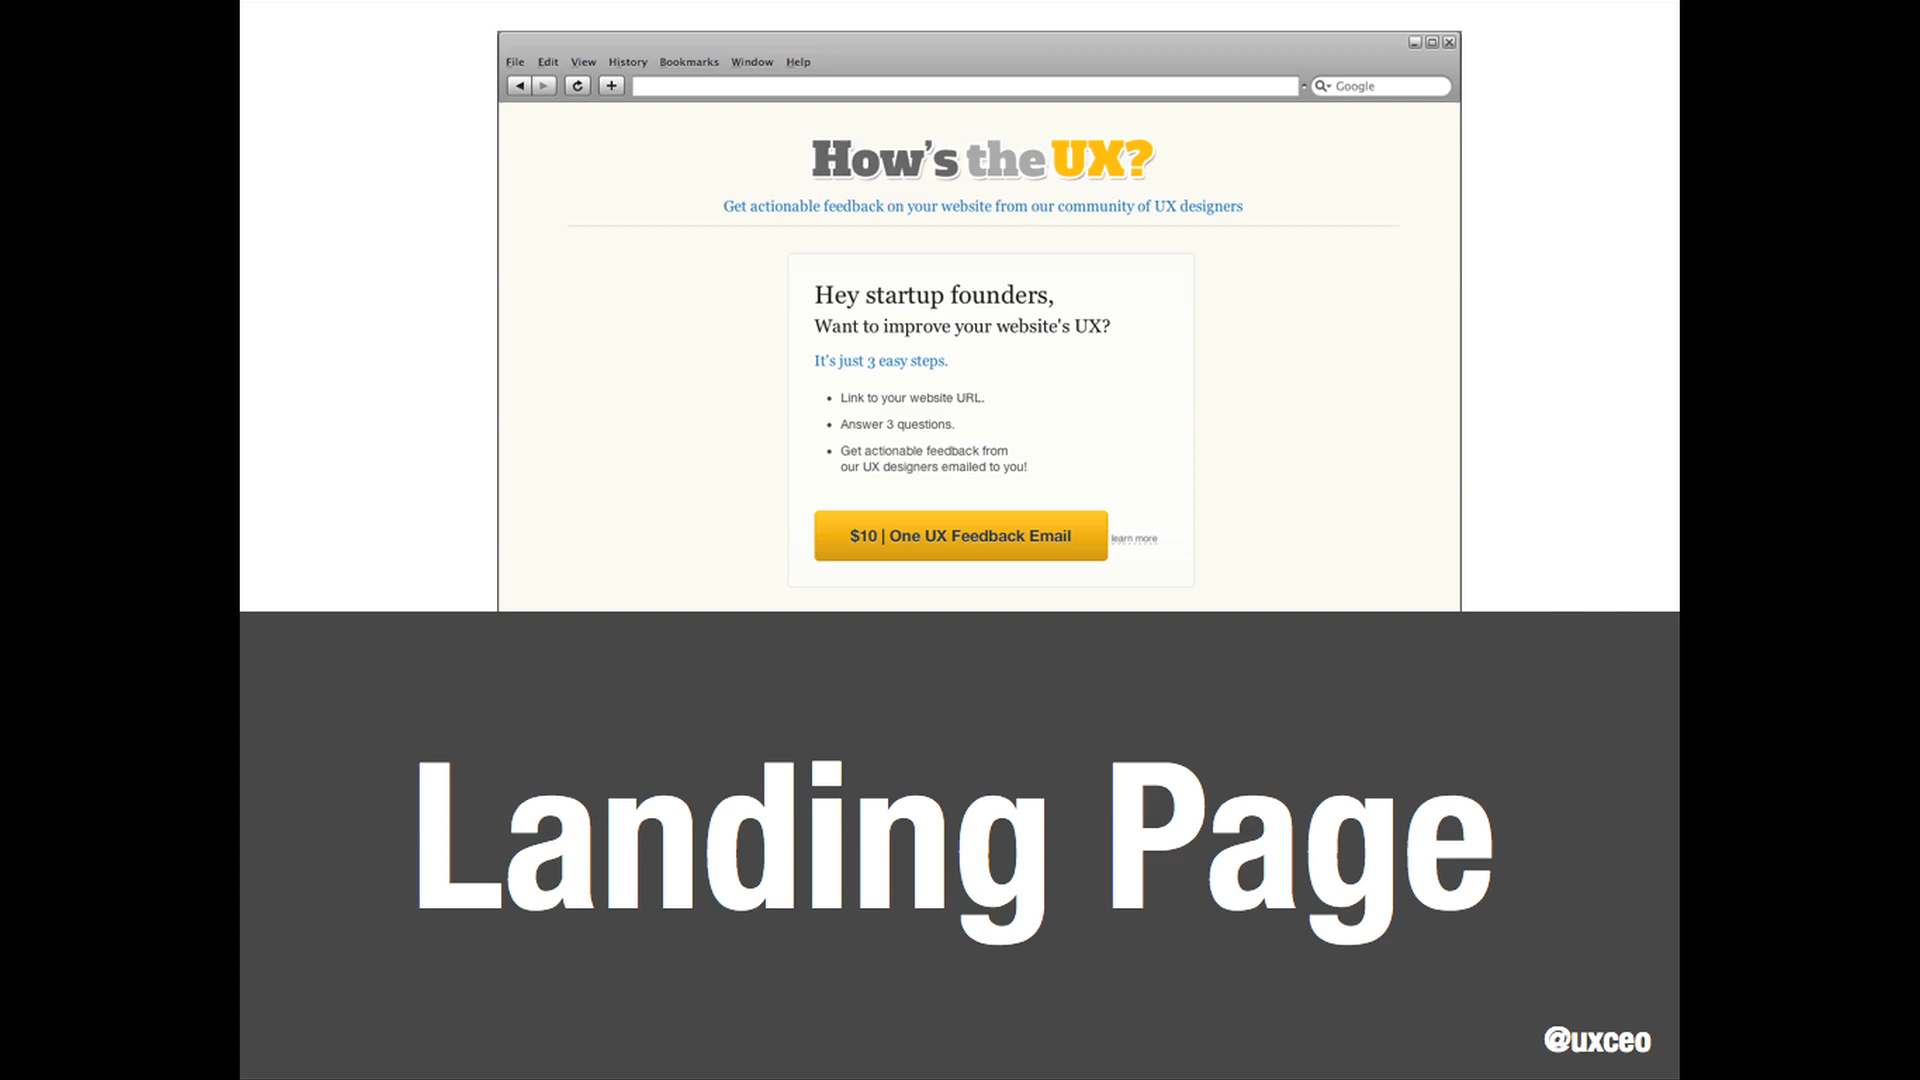 File Edit View History Bookmarks Window Help
Google
How's the UX?
Get actionable feedback on your website from our community of UX designers
Hey startup founders,
Want to improve your website's UX?
It's just 3 easy steps.
• Link to your website URL.
• Answer 3 questions.
• Get actionable feedback from
our UX designers emailed to you!
$10 | One UX Feedback Email learn more
Landing Page
@uxceo